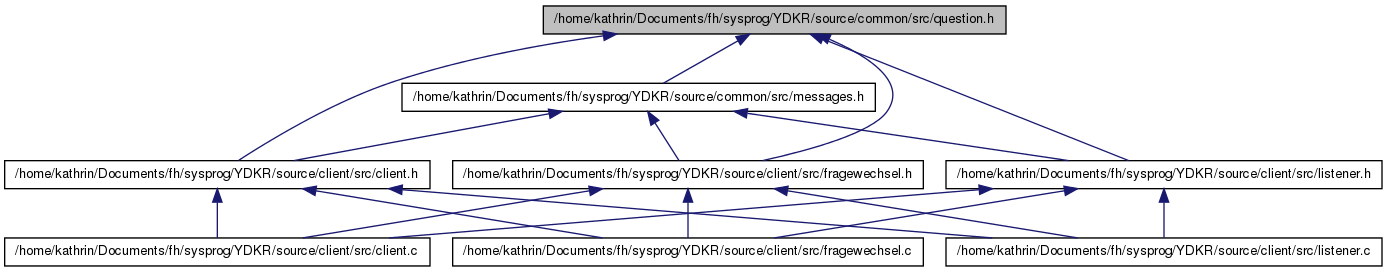 /home/kathrin/Documents/fh/sysprog/YDKR/source/common/src/question.h
/home/kathrin/Documents/fh/sysprog/YDKR/source/common/src/messages.h
/home/kathrin/Documents/fh/sysprog/YDKR/source/client/src/client.h
/home/kathrin/Documents/fh/sysprog/YDKR/source/client/src/fragewechsel.h
/home/kathrin/Documents/fh/sysprog/YDKR/source/client/src/listener.h
/home/kathrin/Documents/fh/sysprog/YDKR/source/client/src/client.c
/home/kathrin/Documents/fh/sysprog/YDKR/source/client/src/fragewechsel.c
/home/kathrin/Documents/fh/sysprog/YDKR/source/client/src/listener.c